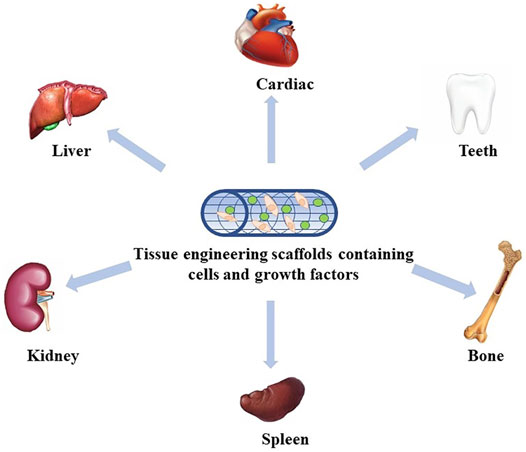 Cardiac
Liver
Teeth
Tissue engineering scaffolds containing
cells and growth factors
Kidney
Bone
Spleen